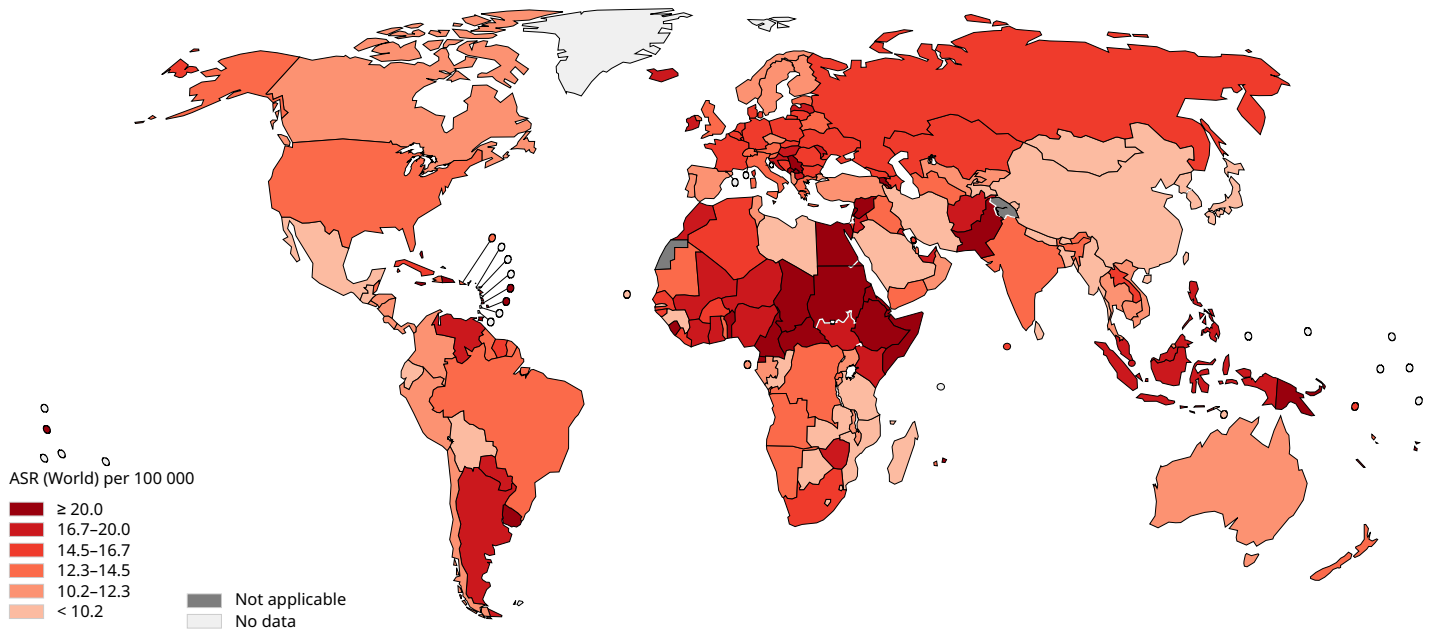 ASR (World) per 100 000
≥ 20.0
16.7–20.0
14.5–16.7
12.3–14.5
10.2–12.3
< 10.2
Not applicable
No data